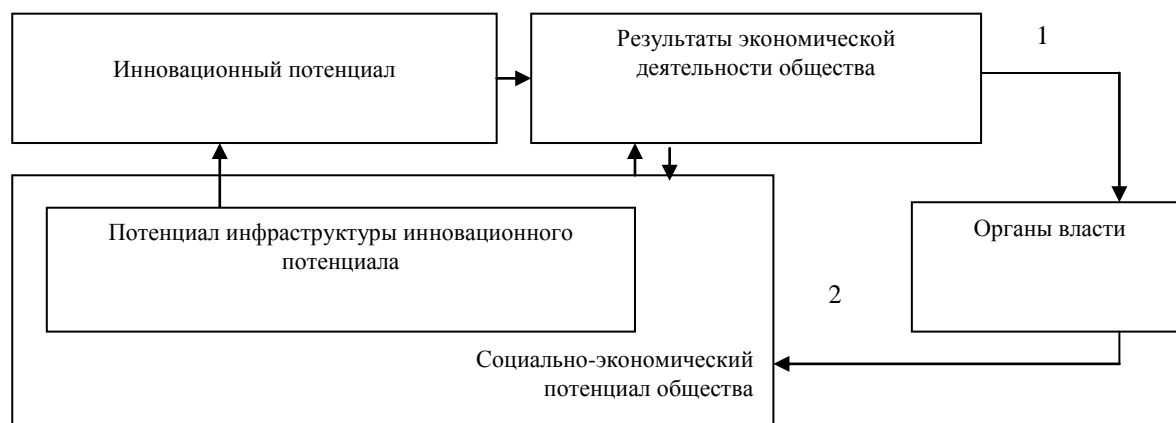 Инновационный потенциал
Результаты экономической
деятельности общества
1
Потенциал инфраструктуры инновационного
потенциала
Органы власти
2
Социально-экономический
потенциал общества